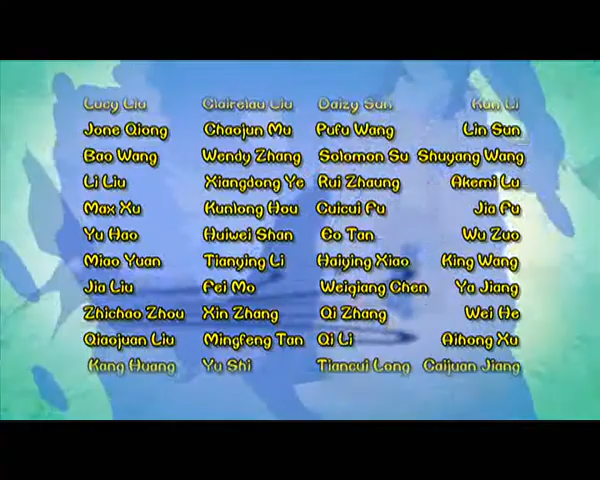 Lucy Liu Clairelau Liu Daizy Sun Kun Li
Jone Qiong Chaojun Mu Pufu Wang Lin Sun
Bao Wang Wendy Zhang Solomon Su Shuyang Wang
Li Liu Xiangdong Ye Rui Zhaung Akemi Lu
Max Xu Kunlong Hou Cuicui Fu Jia Fu
Yu Hao Huiwei Shan Bo Tan Wu Zuo
Miao Yuan Tianying Li Haiying Xiao King Wang
Jia Liu Fei Mo Weiqiang Chen Ya Jiang
Zhichao Zhou Xin Zhang Qi Zhang Wei He
Qiaojuan Liu Mingfeng Tan Qi Li Aihong Xu
Kang Huang Yu Shi Tiancui Long Caijuan Jiang